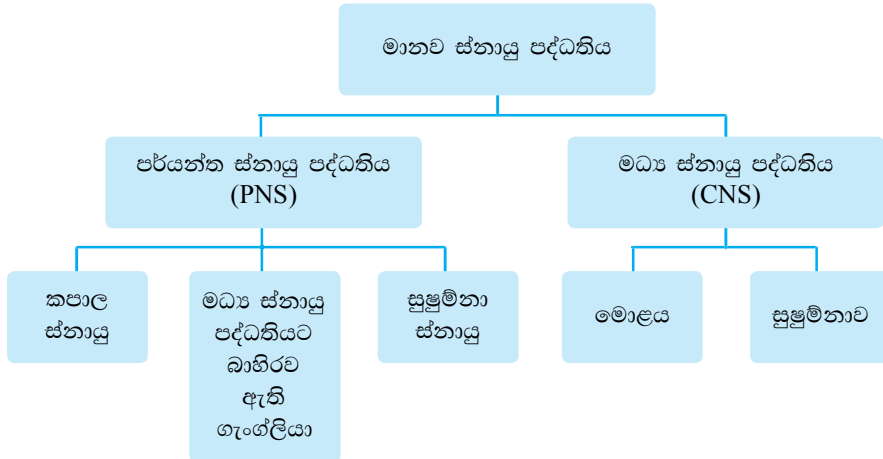 මානව ස්නායු පද්ධතිය
පර්යන්ත ස්නායු පද්ධතිය
(PNS)
මධ්‍ය ස්නායු පද්ධතිය
(CNS)
කපාල
ස්නායු
මධ්‍ය ස්නායු
පද්ධතියට
බාහිරව
ඇති
ගැංග්ලියා
සුෂුම්නා
ස්නායු
මොළය
සුෂුම්නාව